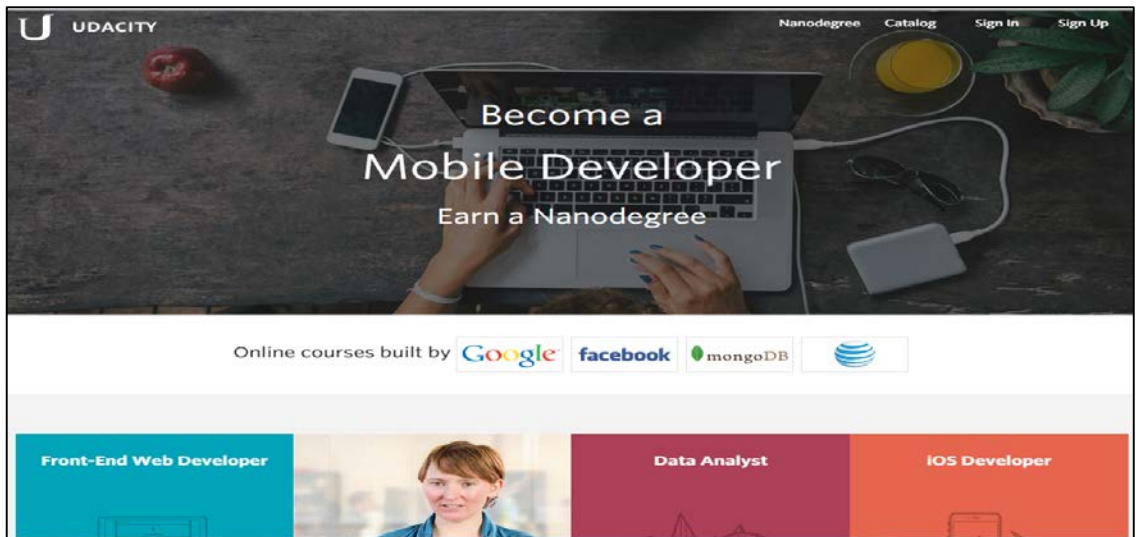 UDACITY
Nanodegree Catalog Sign In Sign Up
Become a
Mobile Developer
Earn a Nanodegree
Online courses built by Google facebook mongoDB
Front-End Web Developer
Data Analyst
iOS Developer